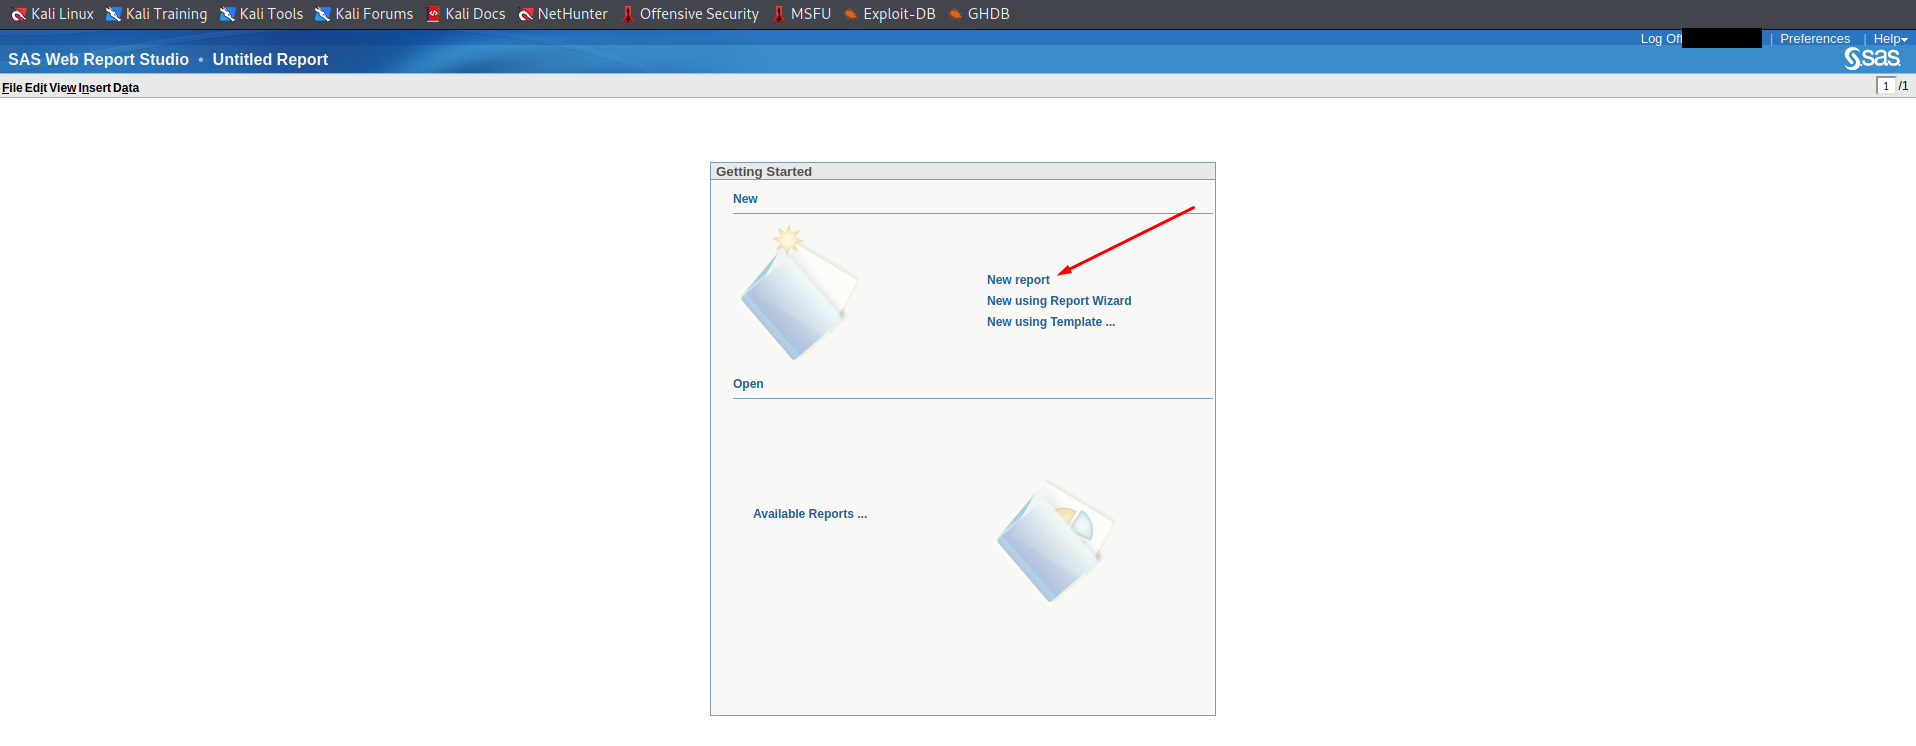 Kali Linux Kali Training Kali Tools Kali Forums Kali Docs NetHunter Offensive Security MSFU Exploit-DB GHDB
Log Off | Preferences | Help
SAS Web Report Studio • Untitled Report
sas
File Edit View Insert Data
1 /1
Getting Started
New
New report
New using Report Wizard
New using Template ...
Open
Available Reports ...